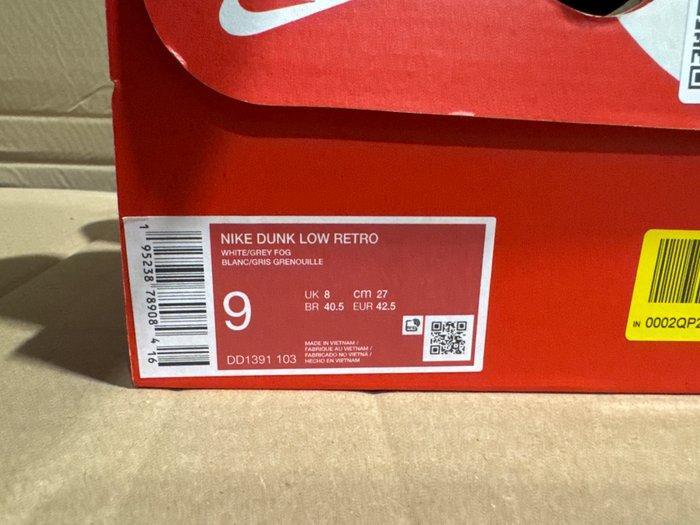 NIKE DUNK LOW RETRO
WHITE/GREY FOG
BLANC/GRIS GRENOUILLE
9
UK 8 cm 27
BR 40.5 EUR 42.5
DD1391 103
MADE IN VIETNAM /
FABRIQUE AU VIETNAM /
FABRICADO NO VIETNÃ /
HECHO EN VIETNAM
1 95238 78908 4 16
IN 0002QP2